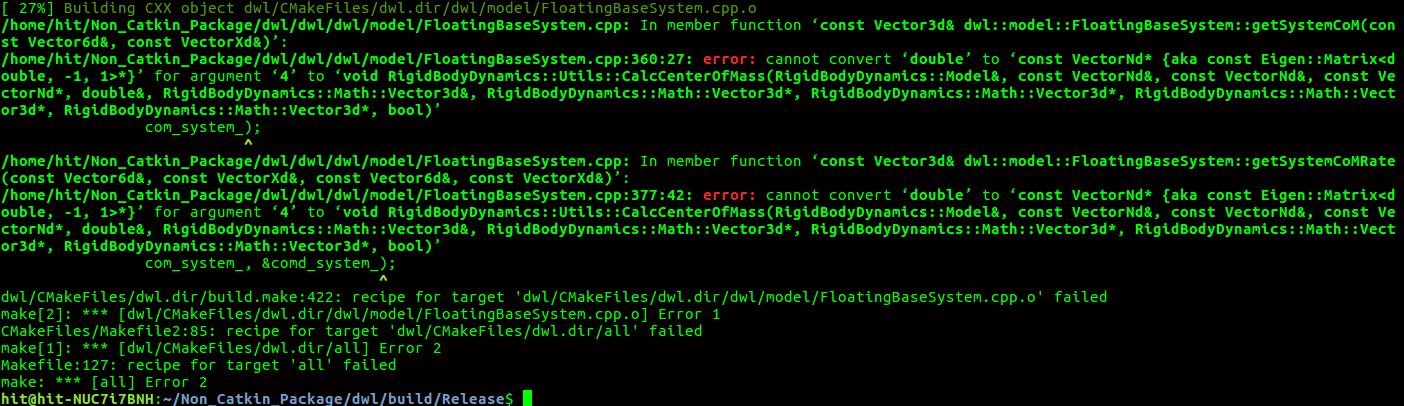 [ 27%] Building CXX object dwl/CMakeFiles/dwl.dir/dwl/model/FloatingBaseSystem.cpp.o
/home/hit/Non_Catkin_Package/dwl/dwl/dwl/model/FloatingBaseSystem.cpp: In member function ‘const Vector3d& dwl::model::FloatingBaseSystem::getSystemCoM(con
st Vector6d&, const VectorXd&)’:
/home/hit/Non_Catkin_Package/dwl/dwl/dwl/model/FloatingBaseSystem.cpp:360:27: error: cannot convert ‘double’ to ‘const VectorNd* {aka const Eigen::Matrix<d
ouble, -1, 1>*}’ for argument ‘4’ to ‘void RigidBodyDynamics::Utils::CalcCenterOfMass(RigidBodyDynamics::Model&, const VectorNd&, const VectorNd&, const Ve
ctorNd*, double&, RigidBodyDynamics::Math::Vector3d&, RigidBodyDynamics::Math::Vector3d*, RigidBodyDynamics::Math::Vector3d*, RigidBodyDynamics::Math::Vect
or3d*, RigidBodyDynamics::Math::Vector3d*, bool)’
com_system_);
^
/home/hit/Non_Catkin_Package/dwl/dwl/dwl/model/FloatingBaseSystem.cpp: In member function ‘const Vector3d& dwl::model::FloatingBaseSystem::getSystemCoMRate
(const Vector6d&, const VectorXd&, const Vector6d&, const VectorXd&)’:
/home/hit/Non_Catkin_Package/dwl/dwl/dwl/model/FloatingBaseSystem.cpp:377:42: error: cannot convert ‘double’ to ‘const VectorNd* {aka const Eigen::Matrix<d
ouble, -1, 1>*}’ for argument ‘4’ to ‘void RigidBodyDynamics::Utils::CalcCenterOfMass(RigidBodyDynamics::Model&, const VectorNd&, const VectorNd&, const Ve
ctorNd*, double&, RigidBodyDynamics::Math::Vector3d&, RigidBodyDynamics::Math::Vector3d*, RigidBodyDynamics::Math::Vector3d*, RigidBodyDynamics::Math::Vect
or3d*, RigidBodyDynamics::Math::Vector3d*, bool)’
com_system_, &comd_system_);
^
dwl/CMakeFiles/dwl.dir/build.make:422: recipe for target 'dwl/CMakeFiles/dwl.dir/dwl/model/FloatingBaseSystem.cpp.o' failed
make[2]: *** [dwl/CMakeFiles/dwl.dir/dwl/model/FloatingBaseSystem.cpp.o] Error 1
CMakeFiles/Makefile2:85: recipe for target 'dwl/CMakeFiles/dwl.dir/all' failed
make[1]: *** [dwl/CMakeFiles/dwl.dir/all] Error 2
Makefile:127: recipe for target 'all' failed
make: *** [all] Error 2
hit@hit-NUC7i7BNH:~/Non_Catkin_Package/dwl/build/Release$